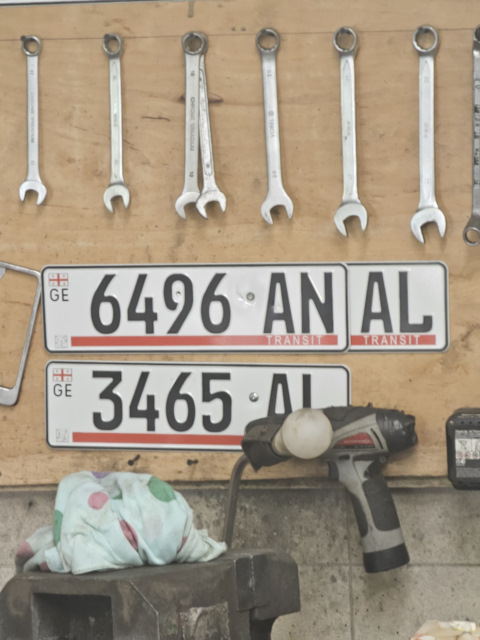 GE 6496 AN AL
TRANSIT TRANSIT
GE 3465 AL